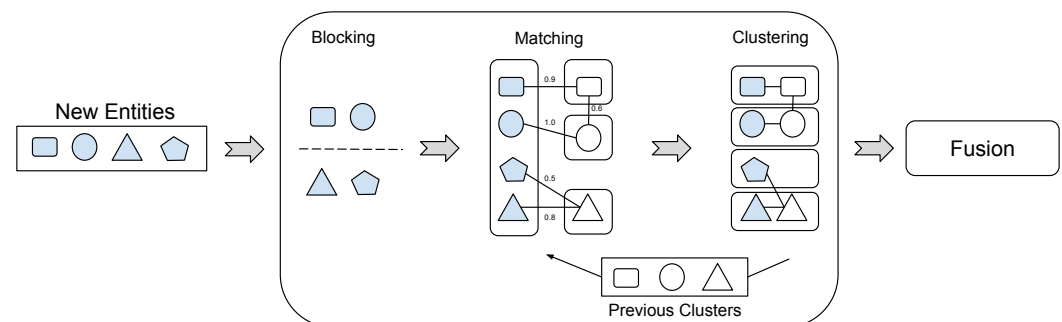 Blocking
Matching
Clustering
New Entities
0.9
0.6
1.0
0.5
0.8
Fusion
Previous Clusters